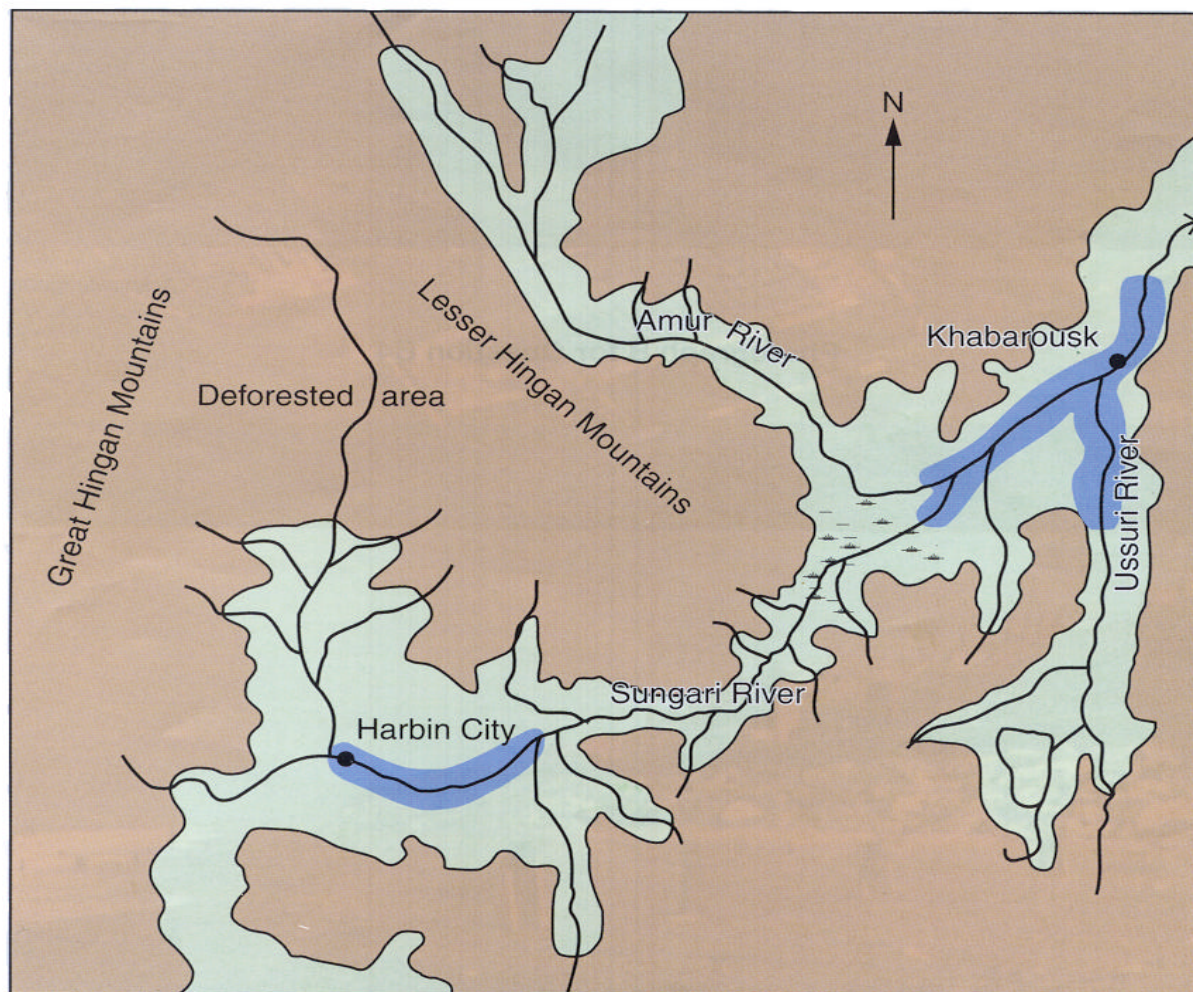 N
Khabarousk
Amur River
Lesser Hingan Mountains
Great Hingan Mountains
Deforested area
Ussuri River
Sungari River
Harbin City